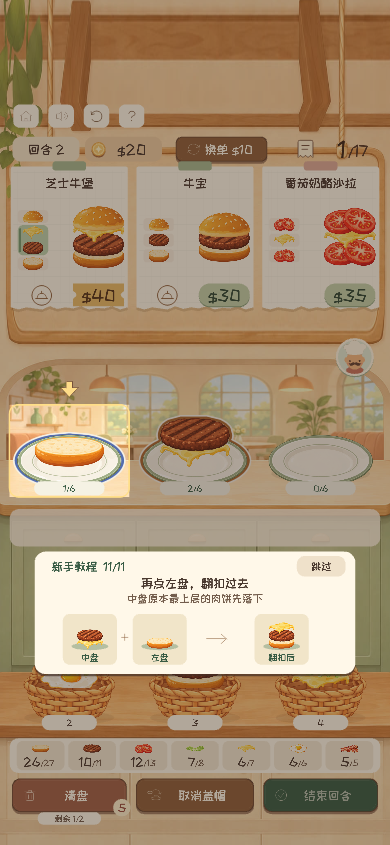 ?
回合 2
$20
换单 $10
1/17
芝士牛堡
牛宝
番茄奶酪沙拉
$40
$30
$35
1/6
2/6
0/6
新手教程 11/11
跳过
再点左盘，翻扣过去
中盘原本最上层的肉饼先落下
中盘
+
左盘
翻扣后
2
3
4
26/27
10/11
12/13
7/8
6/7
6/6
5/5
清盘
5
取消盖帽
结束回合
剩余 1/2